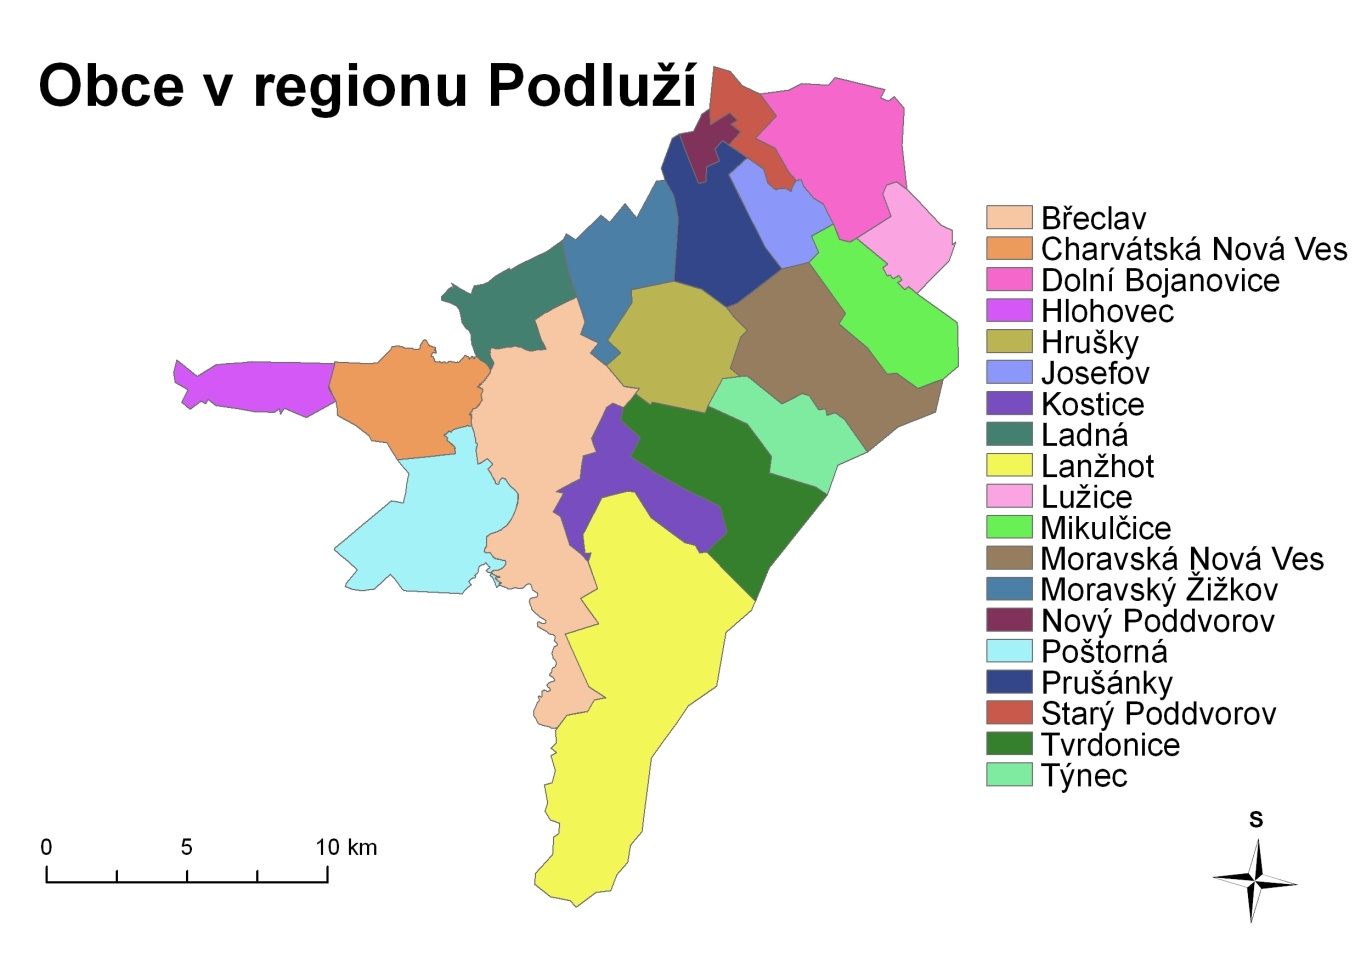 Obce v regionu Podluží
Břeclav
Charvátská Nová Ves
Dolní Bojanovice
Hlohovec
Hrušky
Josefov
Kostice
Ladná
Lanžhot
Lužice
Mikulčice
Moravská Nová Ves
Moravský Žižkov
Nový Poddvorov
Poštorná
Prušánky
Starý Poddvorov
Tvrdonice
Týnec
0 5 10 km
S